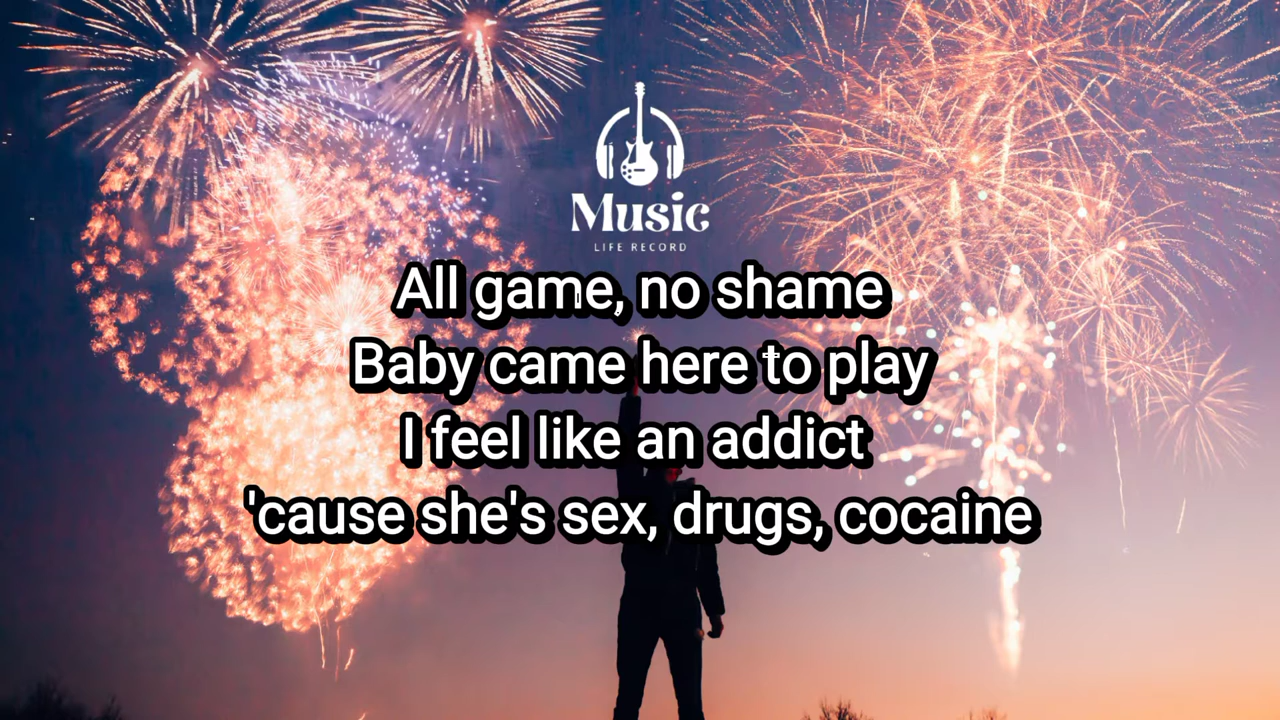 Music
LIFE RECORD
All game, no shame
Baby came here to play
I feel like an addict
'cause she's sex, drugs, cocaine